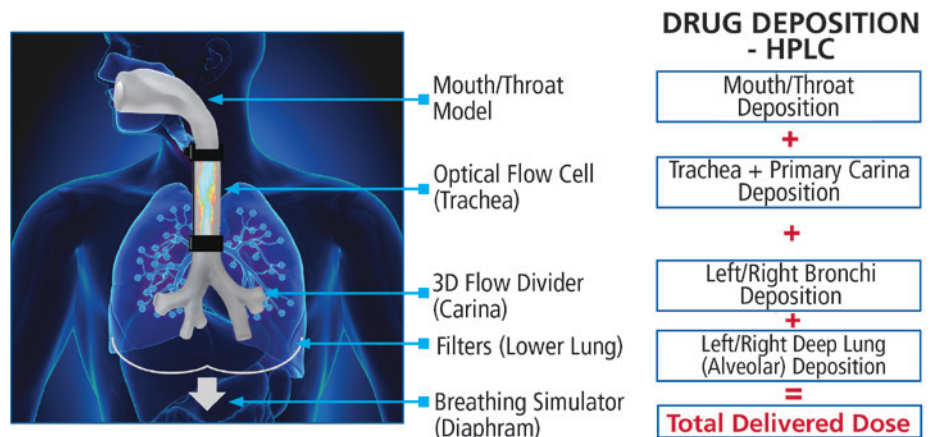 Mouth/Throat
Model
Optical Flow Cell
(Trachea)
3D Flow Divider
(Carina)
Filters (Lower Lung)
Breathing Simulator
(Diaphram)
DRUG DEPOSITION
- HPLC
Mouth/Throat
Deposition
+
Trachea + Primary Carina
Deposition
+
Left/Right Bronchi
Deposition
+
Left/Right Deep Lung
(Alveolar) Deposition
=
Total Delivered Dose